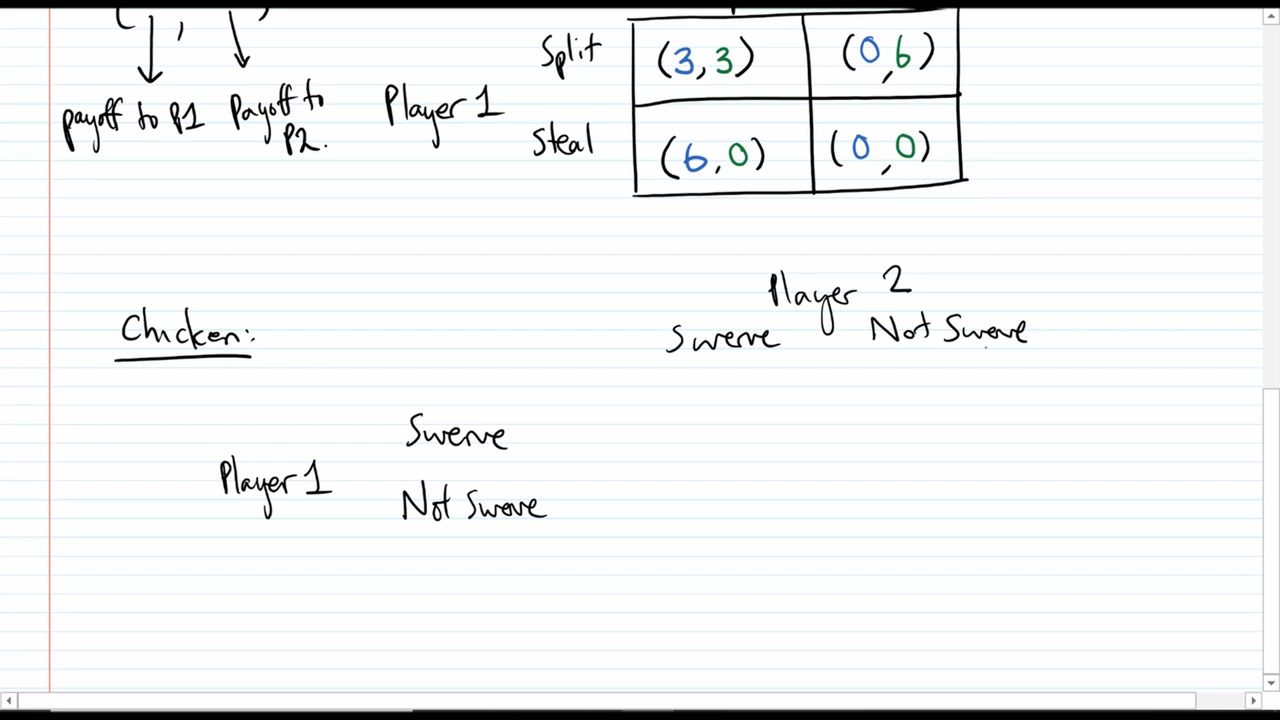 Split (3,3) (0,6)
payoff to P1 Payoff to P2. Player 1
Steal (6,0) (0,0)
Player 2
Chicken: Swerve Not Swerve
Swerve
Player 1
Not Swerve